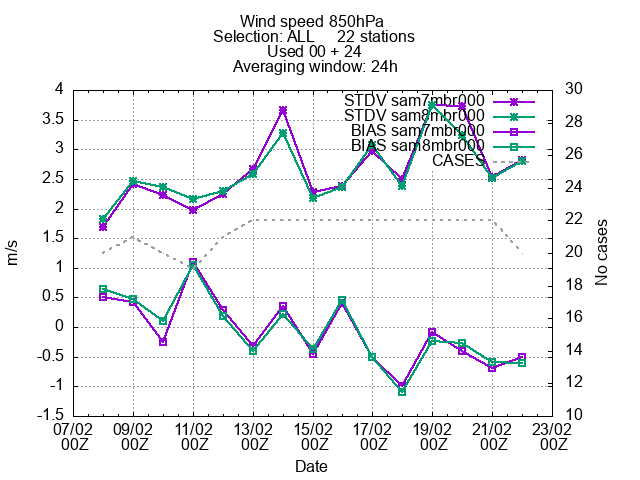 Wind speed 850hPa
Selection: ALL 22 stations
Used 00 + 24
Averaging window: 24h
STDV sam7mbr000
STDV sam8mbr000
BIAS sam7mbr000
BIAS sam8mbr000
CASES
4
3.5
3
2.5
2
1.5
1
0.5
0
-0.5
-1
-1.5
m/s
30
28
26
24
22
20
18
16
14
12
10
No cases
07/02 09/02 11/02 13/02 15/02 17/02 19/02 21/02 23/02
00Z 00Z 00Z 00Z 00Z 00Z 00Z 00Z 00Z
Date